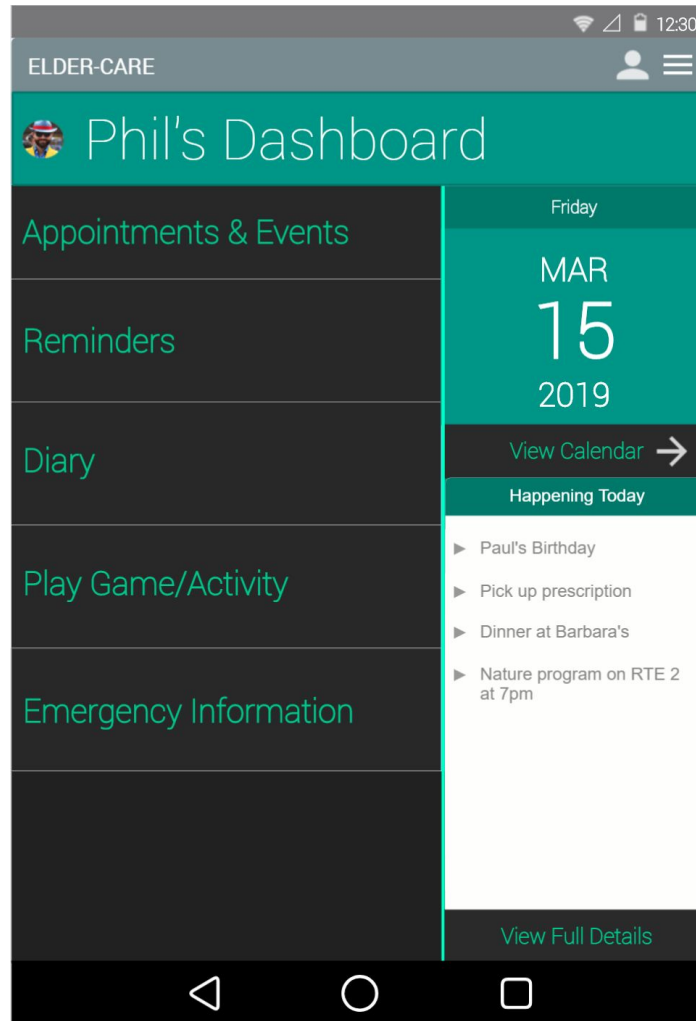 12:30
ELDER-CARE
Phil's Dashboard
Appointments & Events
Reminders
Diary
Play Game/Activity
Emergency Information
Friday
MAR
15
2019
View Calendar
Happening Today
Paul's Birthday
Pick up prescription
Dinner at Barbara's
Nature program on RTE 2
at 7pm
View Full Details